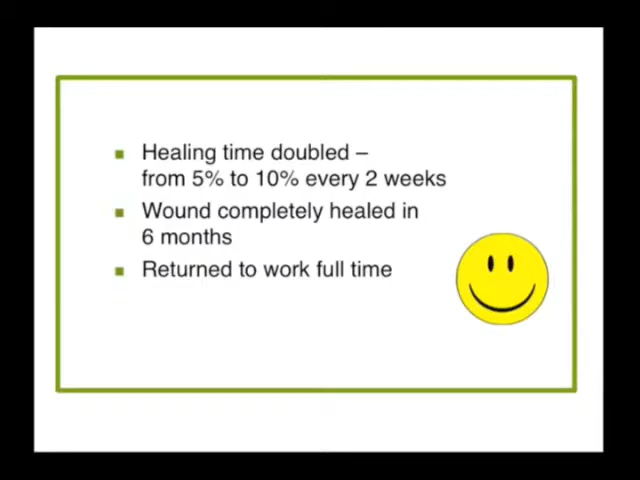 Healing time doubled –
from 5% to 10% every 2 weeks
Wound completely healed in
6 months
Returned to work full time